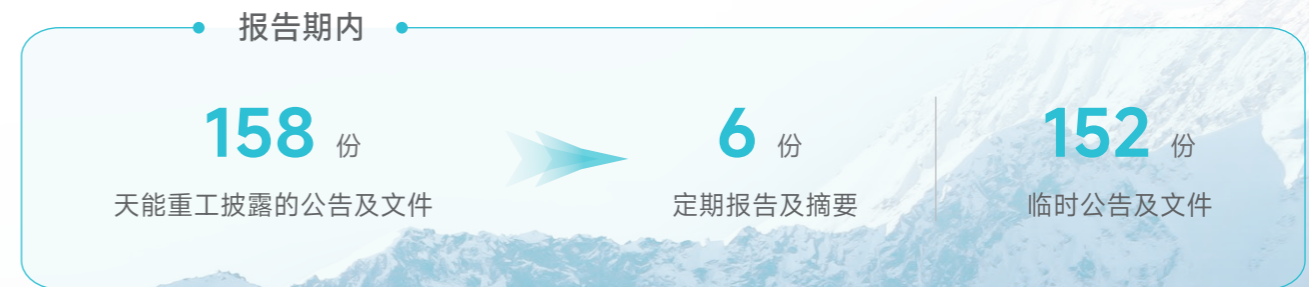 报告期内
158 份
天能重工披露的公告及文件
6 份
定期报告及摘要
152 份
临时公告及文件